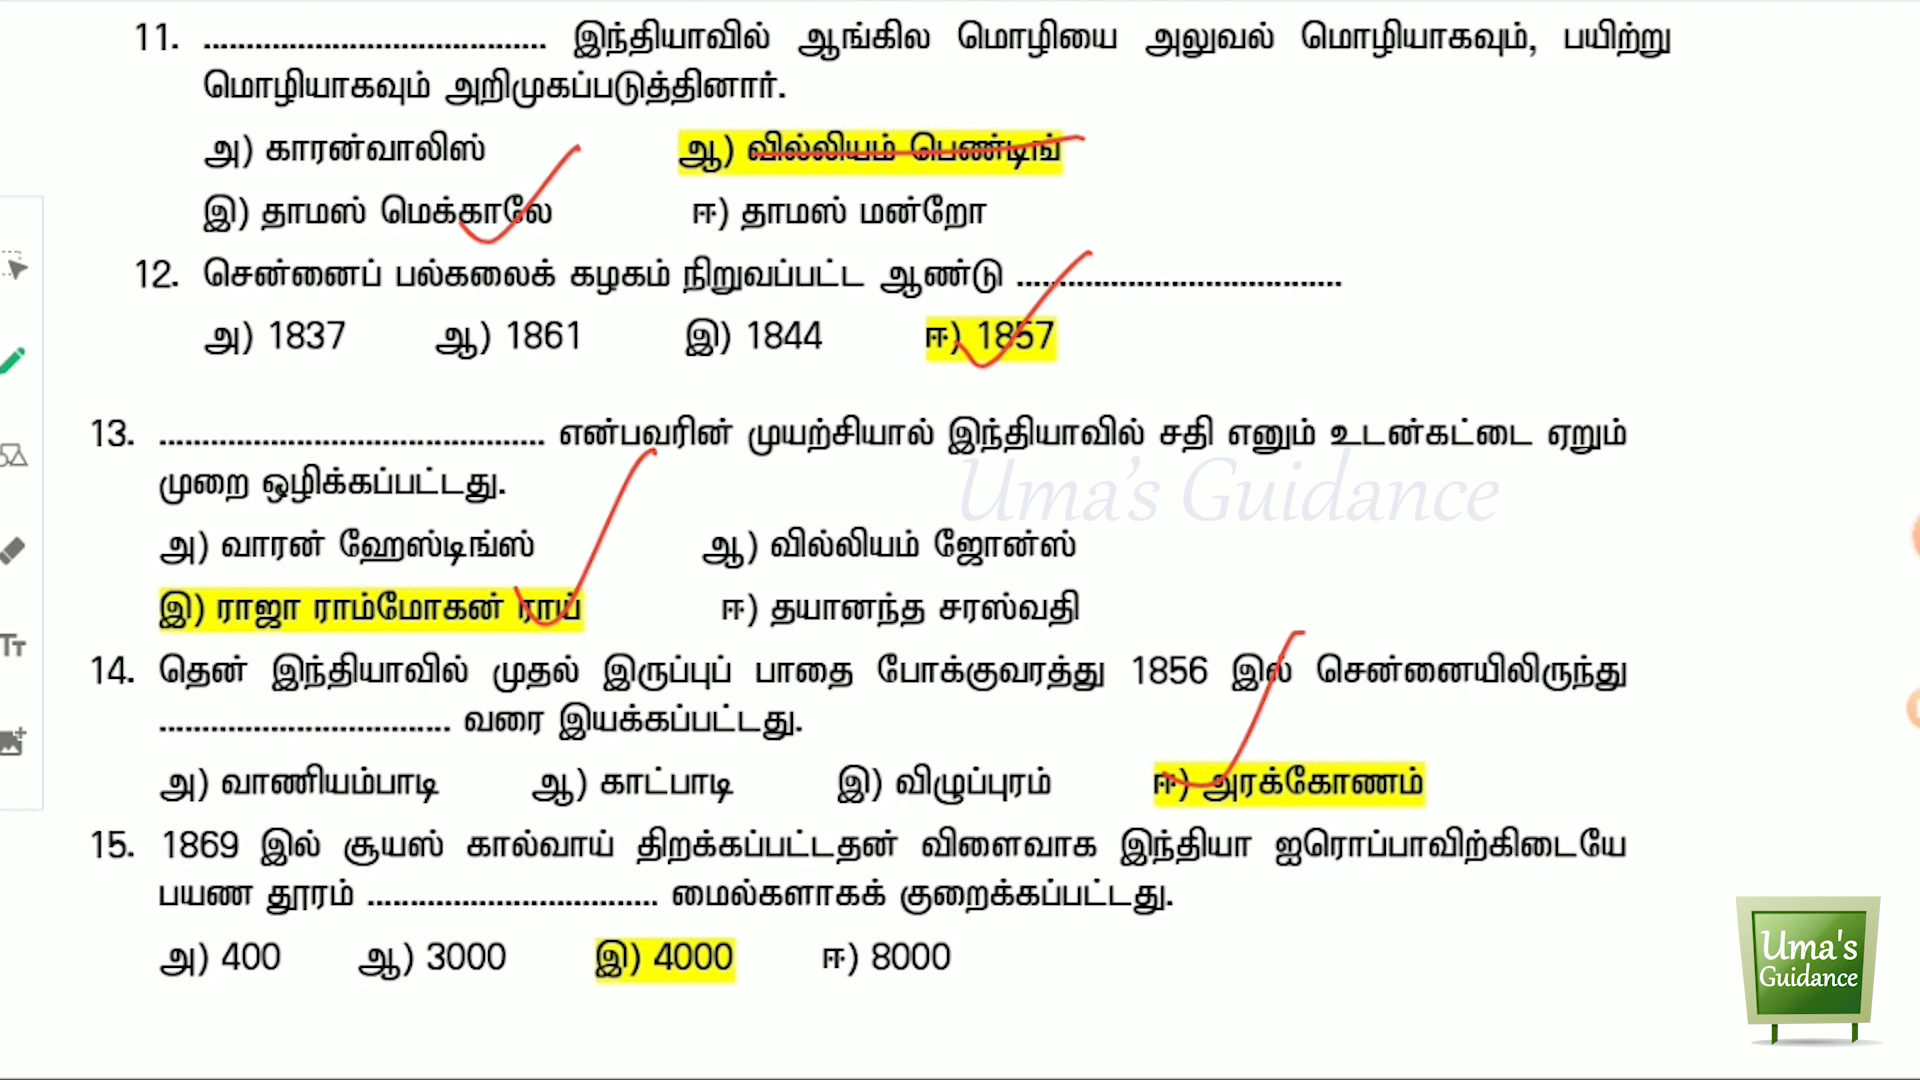 11. ........................................ இந்தியாவில் ஆங்கில மொழியை அலுவல் மொழியாகவும், பயிற்று
மொழியாகவும் அறிமுகப்படுத்தினார்.
அ) காரன்வாலிஸ் ஆ) வில்லியம் பெண்டிங்
இ) தாமஸ் மெக்காலே ஈ) தாமஸ் மன்றோ
12. சென்னைப் பல்கலைக் கழகம் நிறுவப்பட்ட ஆண்டு ......................................
அ) 1837 ஆ) 1861 இ) 1844 ஈ) 1857
13. ............................................. என்பவரின் முயற்சியால் இந்தியாவில் சதி எனும் உடன்கட்டை ஏறும்
முறை ஒழிக்கப்பட்டது.
Uma's Guidance
அ) வாரன் ஹேஸ்டிங்ஸ் ஆ) வில்லியம் ஜோன்ஸ்
இ) ராஜா ராம்மோகன் ராய் ஈ) தயானந்த சரஸ்வதி
14. தென் இந்தியாவில் முதல் இருப்புப் பாதை போக்குவரத்து 1856 இல் சென்னையிலிருந்து
.................................. வரை இயக்கப்பட்டது.
அ) வாணியம்பாடி ஆ) காட்பாடி இ) விழுப்புரம் ஈ) அரக்கோணம்
15. 1869 இல் சூயஸ் கால்வாய் திறக்கப்பட்டதன் விளைவாக இந்தியா ஐரொப்பாவிற்கிடையே
பயண தூரம் .................................. மைல்களாகக் குறைக்கப்பட்டது.
அ) 400 ஆ) 3000 இ) 4000 ஈ) 8000
Uma's
Guidance
Tт